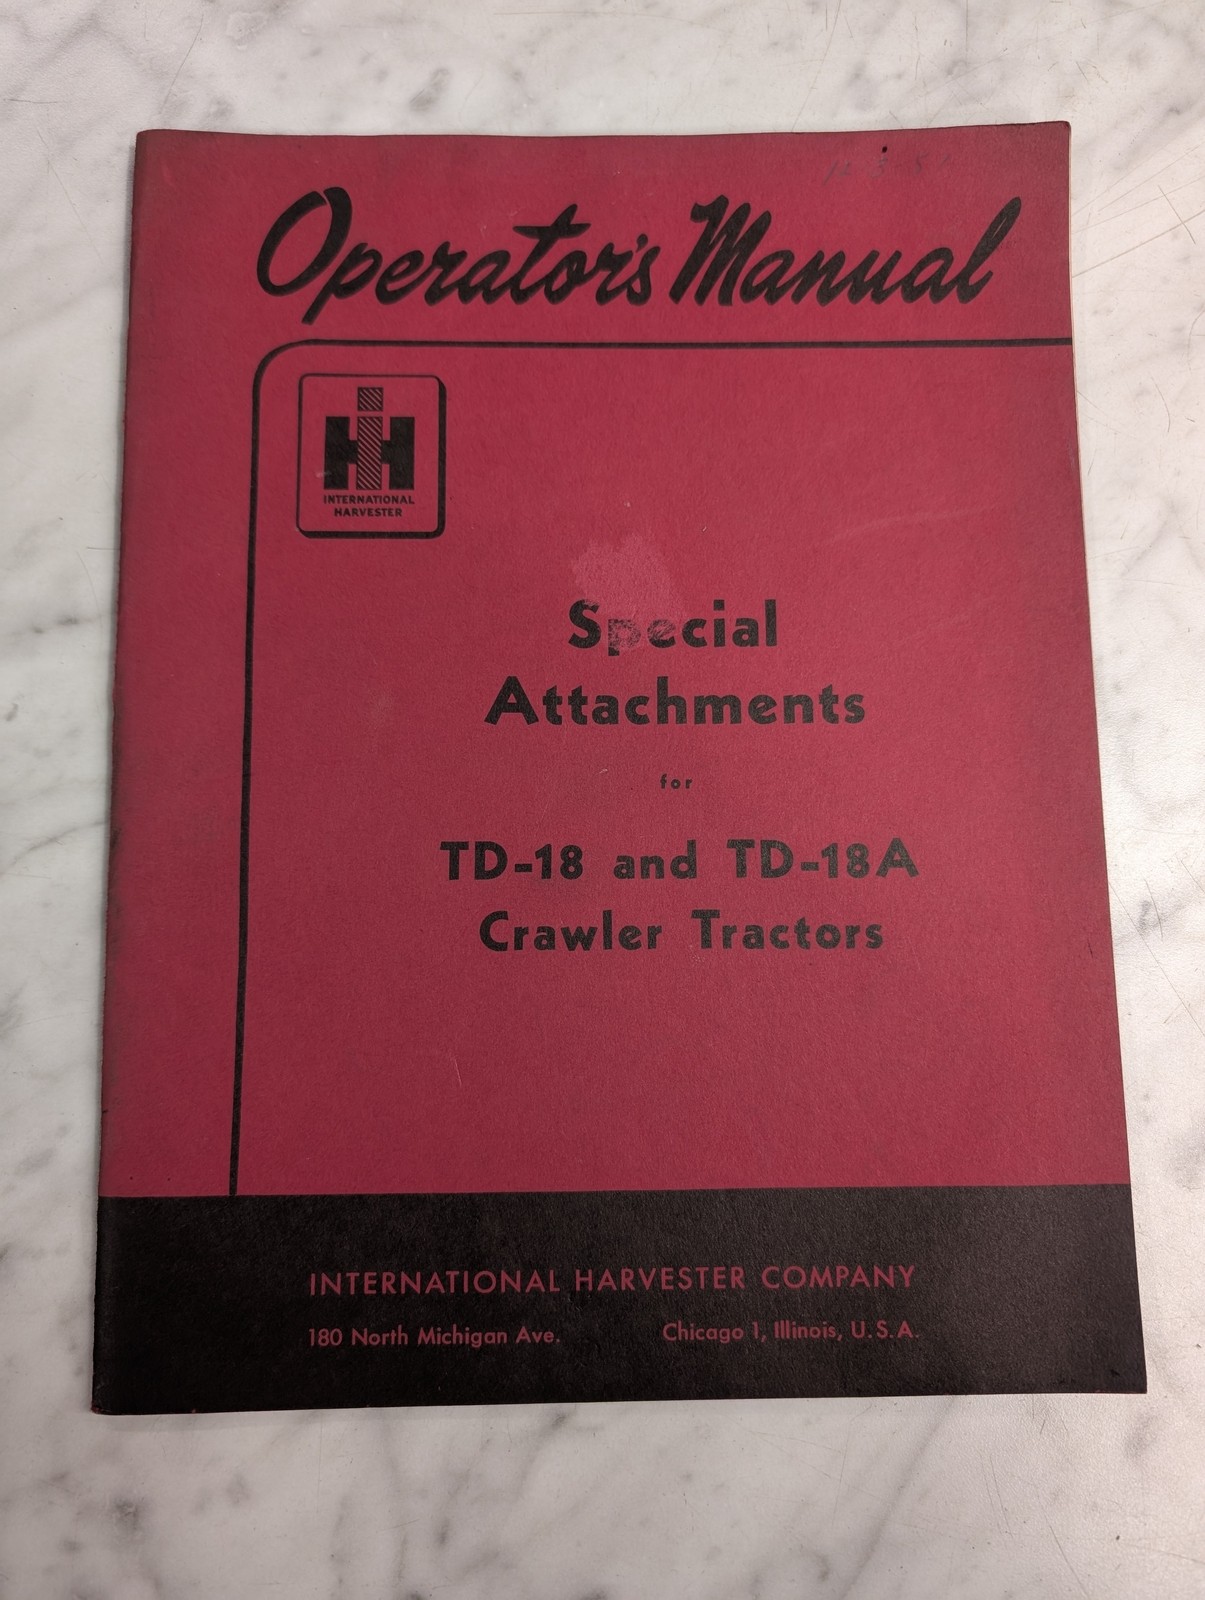 Operator's Manual
IH
INTERNATIONAL
HARVESTER
Special
Attachments
for
TD-18 and TD-18A
Crawler Tractors
INTERNATIONAL HARVESTER COMPANY
180 North Michigan Ave. Chicago 1, Illinois, U.S.A.